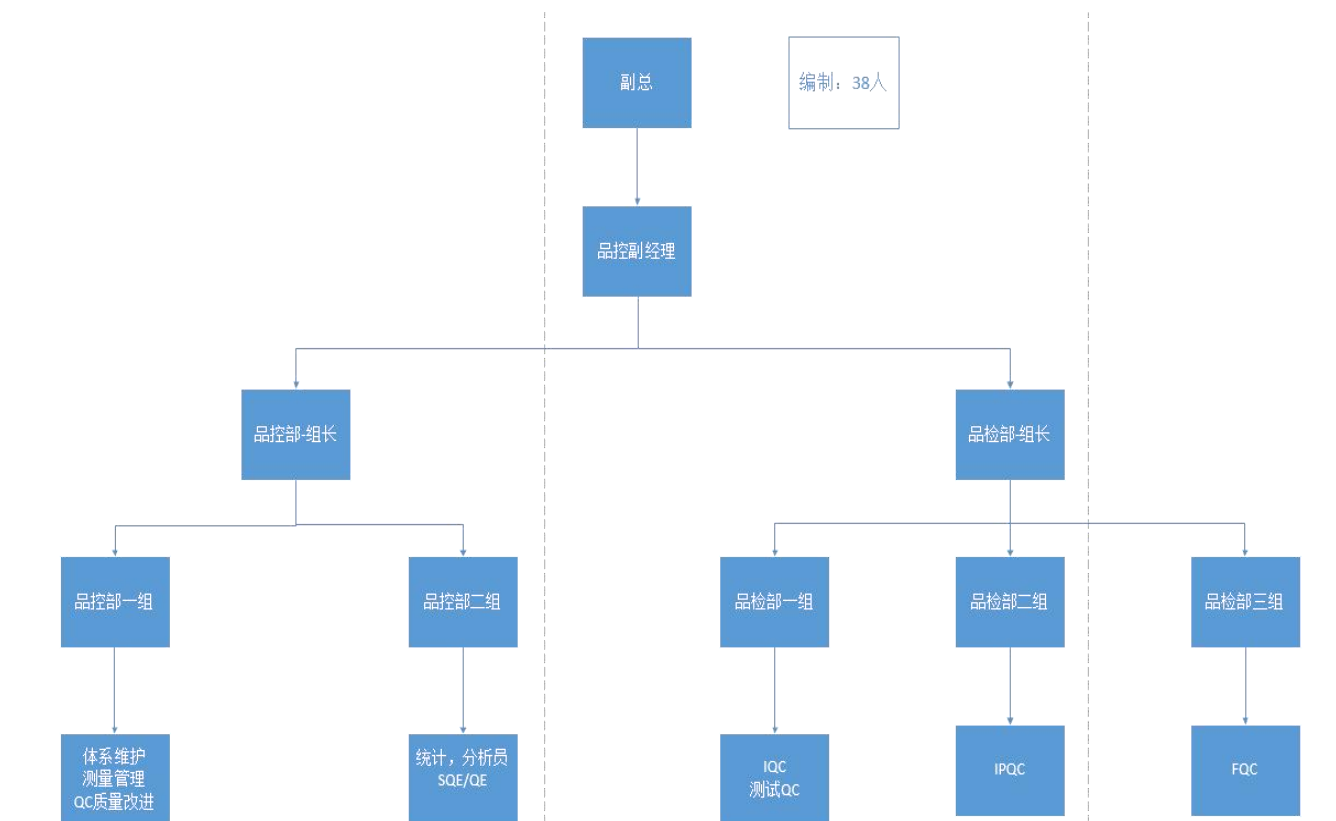 副总
编制：38人
品控副经理
品控部-组长
品检部-组长
品控部一组
品控部二组
品检部一组
品检部二组
品检部三组
体系维护
测量管理
QC质量改进
统计，分析员
SQE/QE
IQC
测试QC
IPQC
FQC